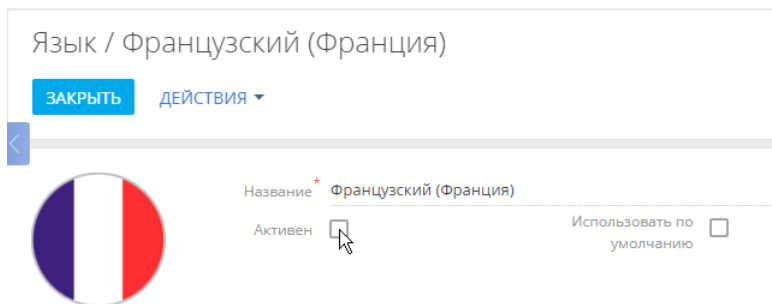 Язык / Французский (Франция)
ЗАКРЫТЬ ДЕЙСТВИЯ
Название* Французский (Франция)
Активен Использовать по
умолчанию